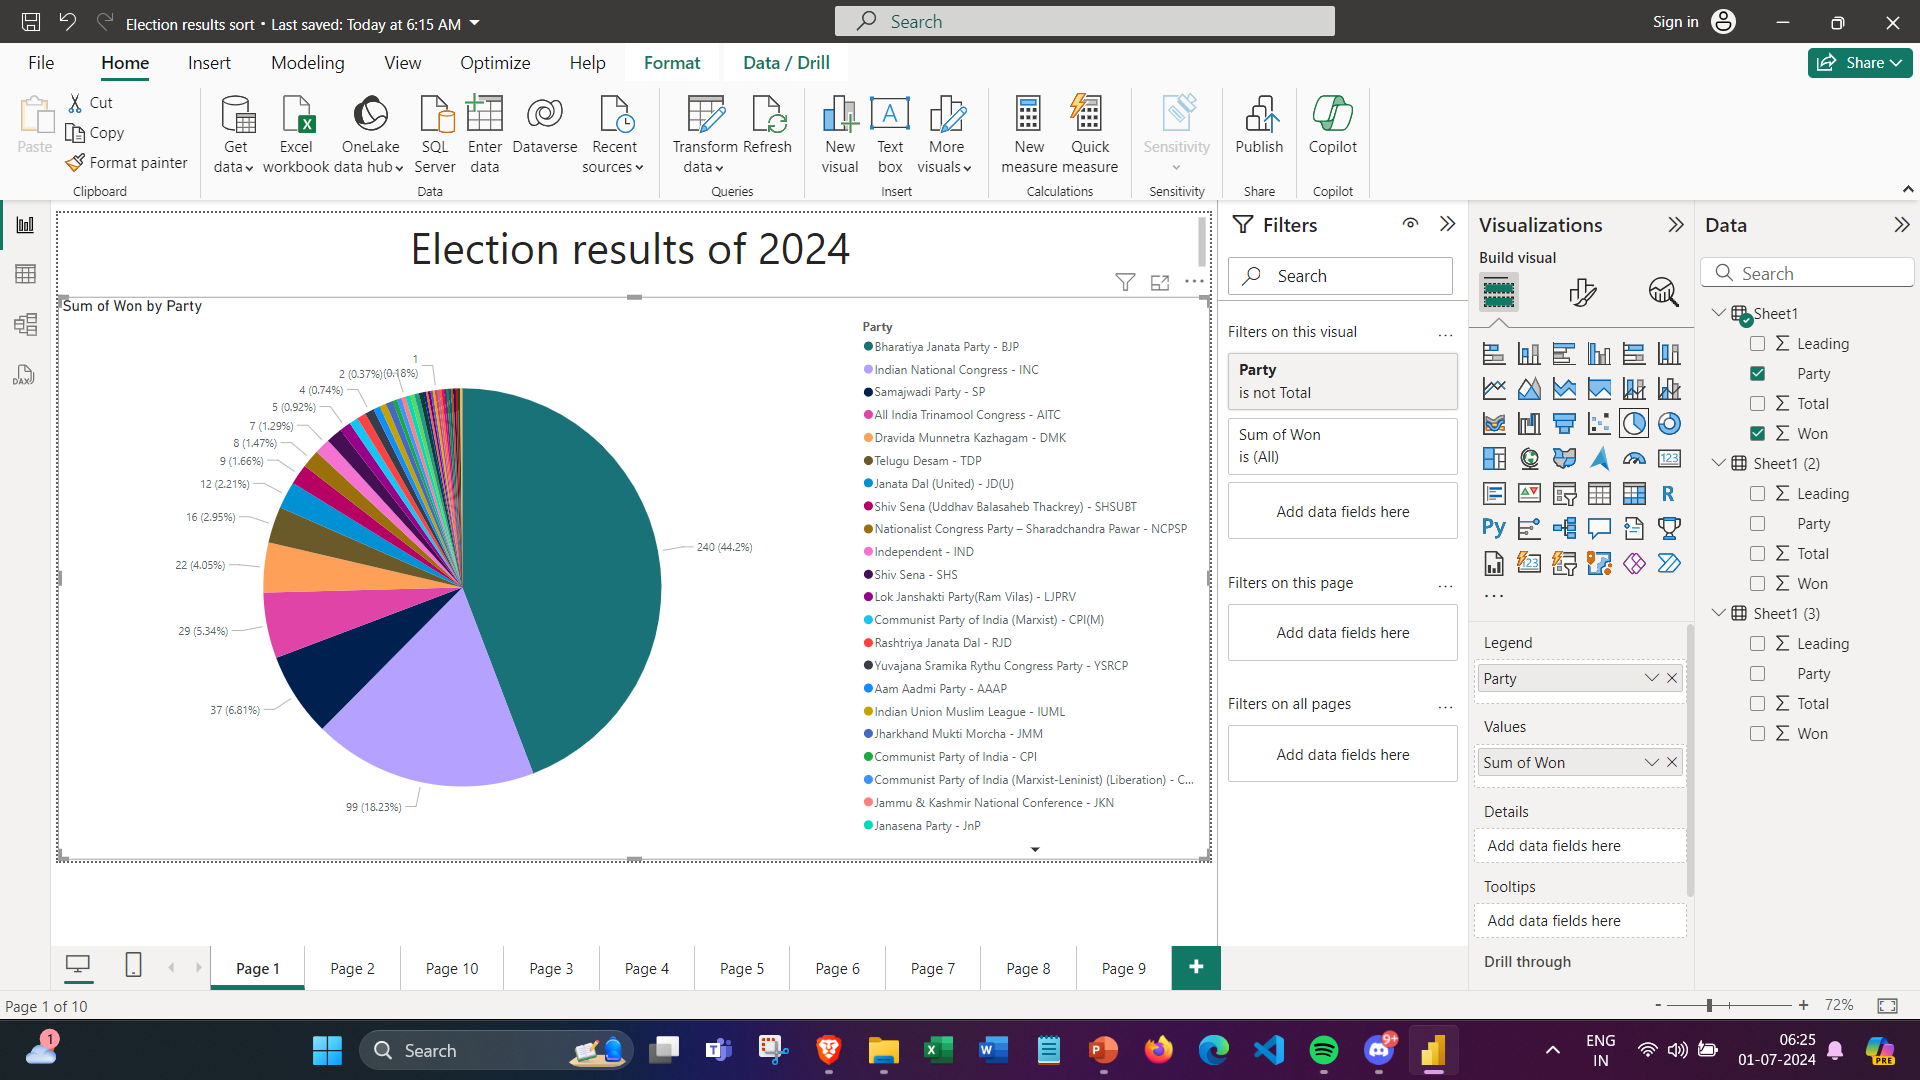 Election results sort • Last saved: Today at 6:15 AM
Search
Sign in
File
Home
Insert
Modeling
View
Optimize
Help
Format
Data / Drill
Share
Paste
Cut
Copy
Format painter
Clipboard
Get data
Excel workbook
OneLake data hub
SQL Server
Enter data
Dataverse
Recent sources
Data
Transform data
Refresh
Queries
New visual
Text box
More visuals
Insert
New measure
Quick measure
Calculations
Sensitivity
Sensitivity
Publish
Share
Copilot
Copilot
Election results of 2024
Sum of Won by Party
1
(0.18%)
2 (0.37%)
4 (0.74%)
5 (0.92%)
7 (1.29%)
8 (1.47%)
9 (1.66%)
12 (2.21%)
16 (2.95%)
22 (4.05%)
29 (5.34%)
37 (6.81%)
99 (18.23%)
240 (44.2%)
Party
Bharatiya Janata Party - BJP
Indian National Congress - INC
Samajwadi Party - SP
All India Trinamool Congress - AITC
Dravida Munnetra Kazhagam - DMK
Telugu Desam - TDP
Janata Dal (United) - JD(U)
Shiv Sena (Uddhav Balasaheb Thackrey) - SHSUBT
Nationalist Congress Party – Sharadchandra Pawar - NCPSP
Independent - IND
Shiv Sena - SHS
Lok Janshakti Party(Ram Vilas) - LJPRV
Communist Party of India (Marxist) - CPI(M)
Rashtriya Janata Dal - RJD
Yuvajana Sramika Rythu Congress Party - YSRCP
Aam Aadmi Party - AAAP
Indian Union Muslim League - IUML
Jharkhand Mukti Morcha - JMM
Communist Party of India - CPI
Communist Party of India (Marxist-Leninist) (Liberation) - C...
Jammu & Kashmir National Conference - JKN
Janasena Party - JnP
Filters
Search
Filters on this visual
Party
is not Total
Sum of Won
is (All)
Add data fields here
Filters on this page
Add data fields here
Filters on all pages
Add data fields here
Visualizations
Build visual
123
R
Py
123
Legend
Party
Values
Sum of Won
Details
Add data fields here
Tooltips
Add data fields here
Drill through
Data
Search
Sheet1
Leading
Party
Total
Won
Sheet1 (2)
Leading
Party
Total
Won
Sheet1 (3)
Leading
Party
Total
Won
DAX
Page 1
Page 2
Page 10
Page 3
Page 4
Page 5
Page 6
Page 7
Page 8
Page 9
Page 1 of 10
72%
1
Search
9+
ENG
IN
06:25
01-07-2024
PRE